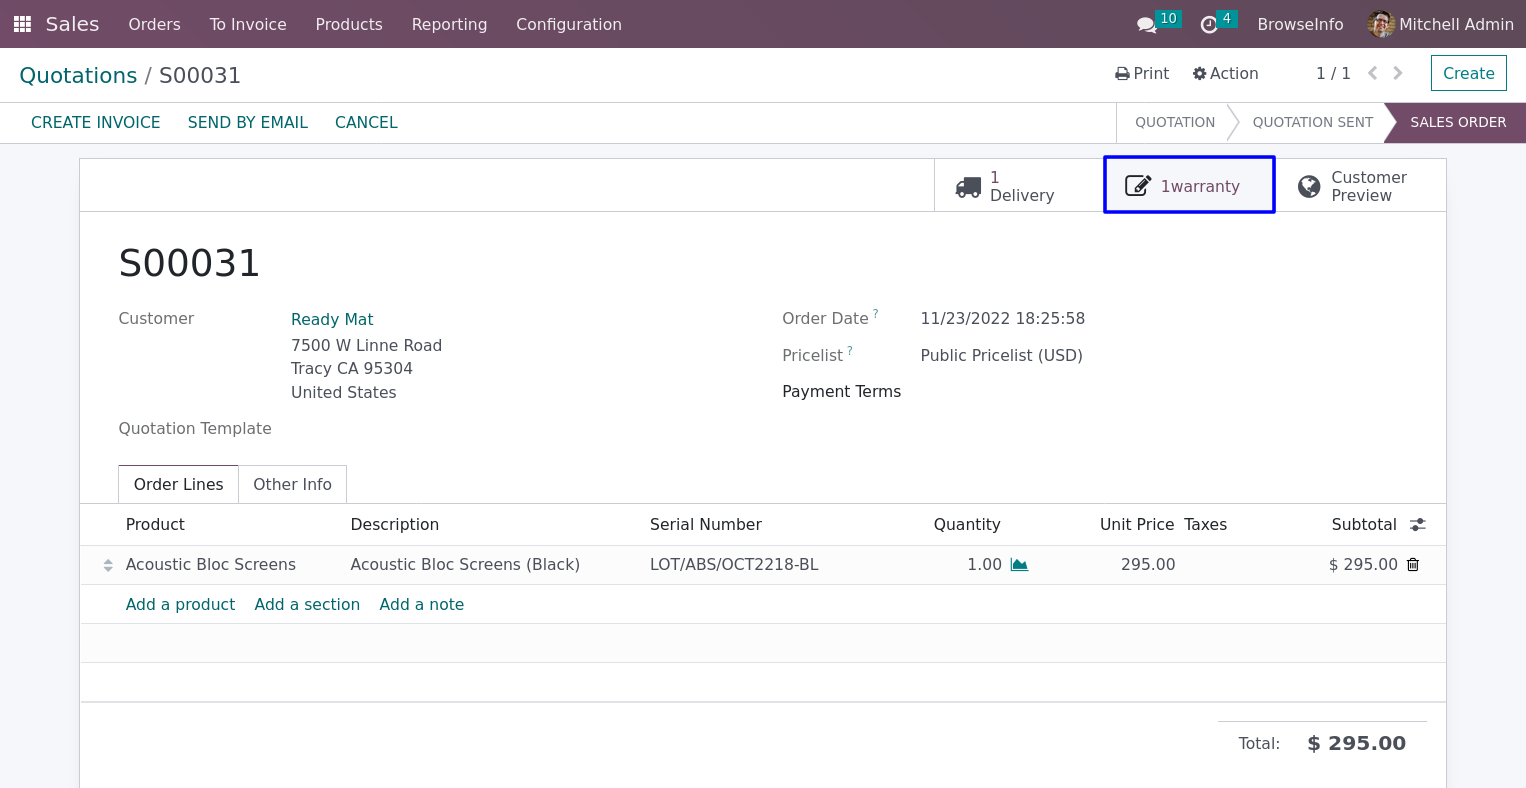 Sales Orders To Invoice Products Reporting Configuration 10 4 BrowseInfo Mitchell Admin
Quotations / S00031 Print Action 1 / 1 Create
CREATE INVOICE SEND BY EMAIL CANCEL QUOTATION QUOTATION SENT SALES ORDER
1
Delivery
1warranty
Customer
Preview
S00031
Customer Ready Mat
7500 W Linne Road
Tracy CA 95304
United States
Order Date ? 11/23/2022 18:25:58
Pricelist ? Public Pricelist (USD)
Payment Terms
Quotation Template
Order Lines Other Info
Product Description Serial Number Quantity Unit Price Taxes Subtotal
Acoustic Bloc Screens Acoustic Bloc Screens (Black) LOT/ABS/OCT2218-BL 1.00 295.00 $ 295.00
Add a product Add a section Add a note
Total: $ 295.00